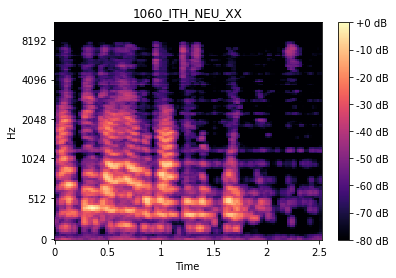 1060_ITH_NEU_XX
+0 dB
8192
-10 dB
4096
-20 dB
-30 dB
2048
Hz
-40 dB
1024
-50 dB
512
-60 dB
-70 dB
0
-80 dB
0 0.5 1 1.5 2 2.5
Time